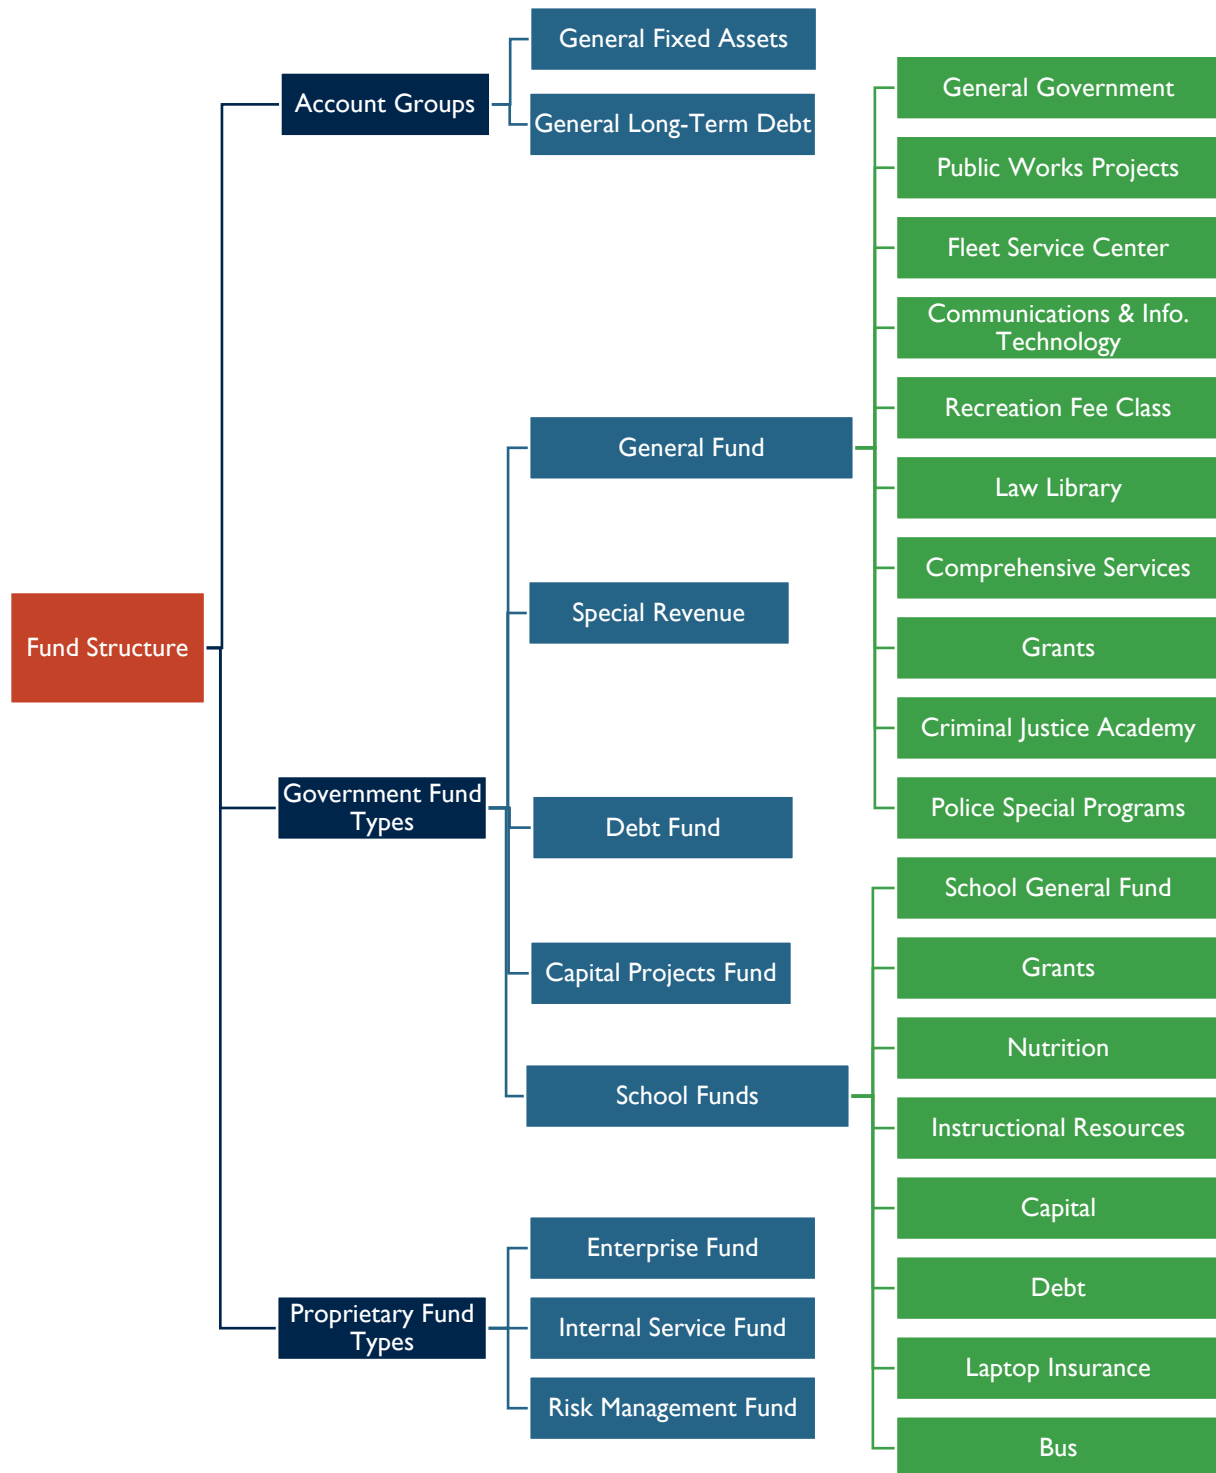 Fund Structure
Account Groups
General Fixed Assets
General Long-Term Debt
Government Fund
Types
General Fund
General Government
Public Works Projects
Fleet Service Center
Communications & Info.
Technology
Recreation Fee Class
Law Library
Comprehensive Services
Grants
Criminal Justice Academy
Police Special Programs
Special Revenue
Debt Fund
Capital Projects Fund
School Funds
School General Fund
Grants
Nutrition
Instructional Resources
Capital
Debt
Laptop Insurance
Bus
Proprietary Fund
Types
Enterprise Fund
Internal Service Fund
Risk Management Fund